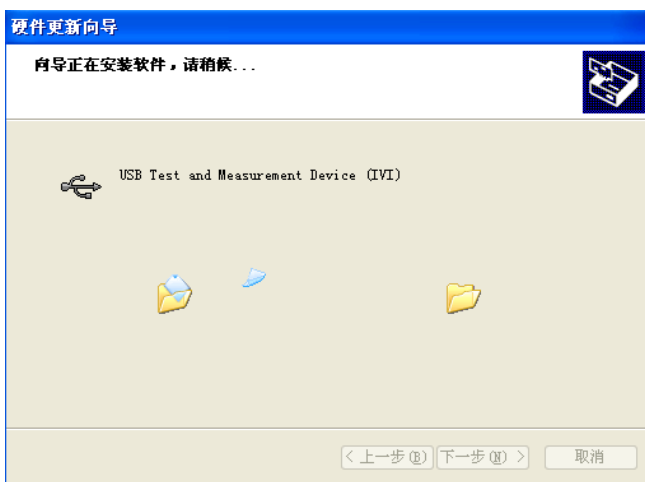 硬件更新向导
向导正在安装软件，请稍候...
USB Test and Measurement Device (IVI)
< 上一步(B) 下一步(N) > 取消